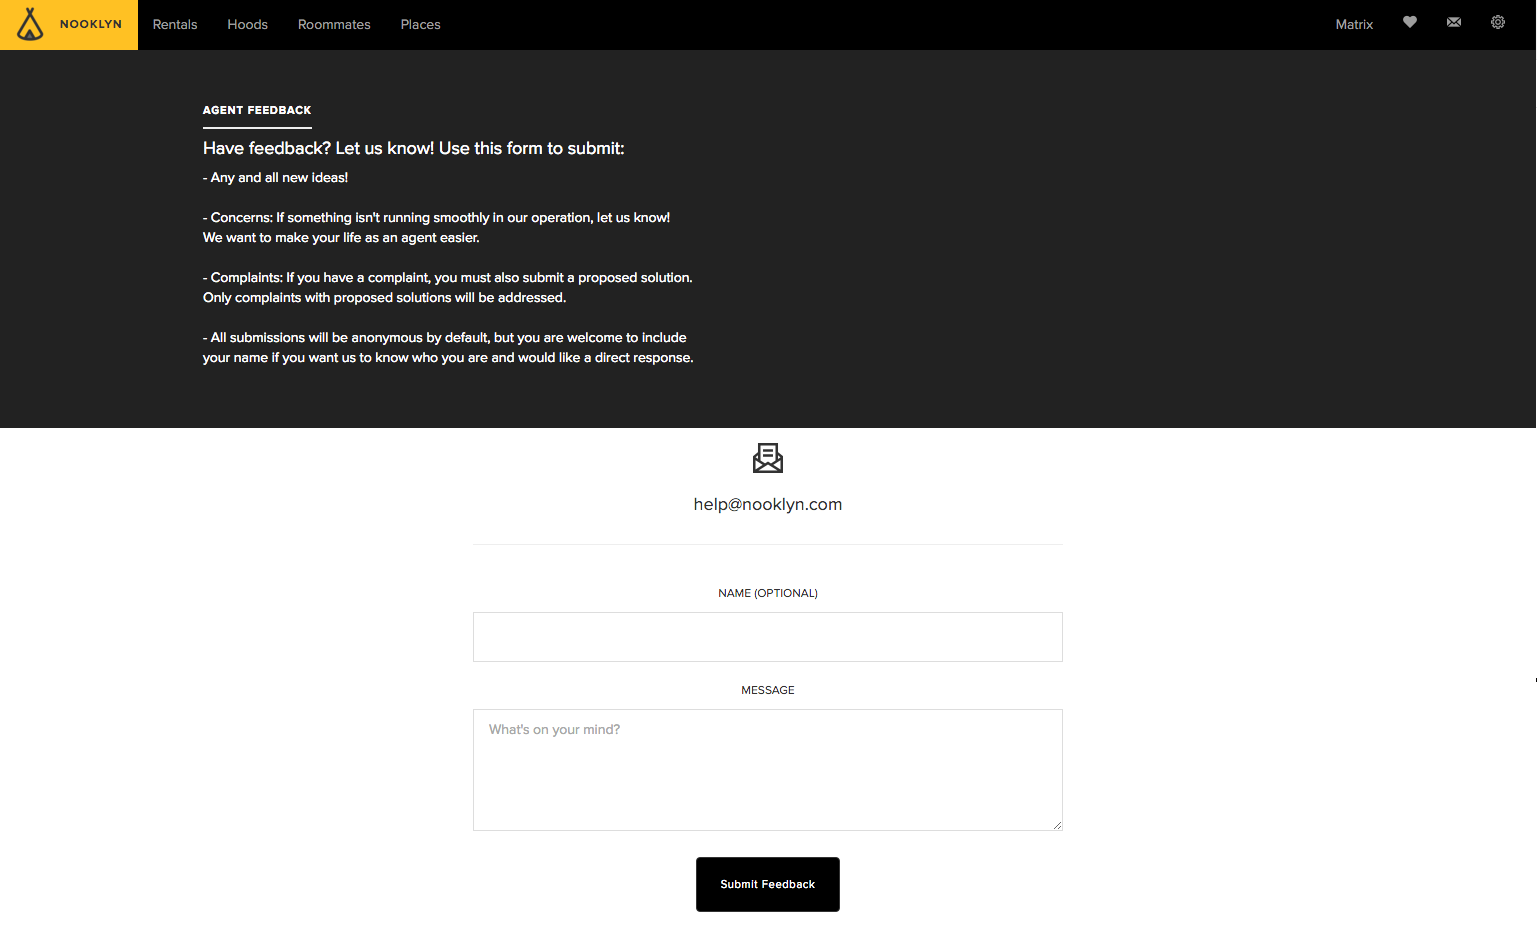 NOOKLYN
Rentals
Hoods
Roommates
Places
Matrix
AGENT FEEDBACK
Have feedback? Let us know! Use this form to submit:
- Any and all new ideas!
- Concerns: If something isn't running smoothly in our operation, let us know!
We want to make your life as an agent easier.
- Complaints: If you have a complaint, you must also submit a proposed solution.
Only complaints with proposed solutions will be addressed.
- All submissions will be anonymous by default, but you are welcome to include
your name if you want us to know who you are and would like a direct response.
help@nooklyn.com
NAME (OPTIONAL)
MESSAGE
What's on your mind?
Submit Feedback